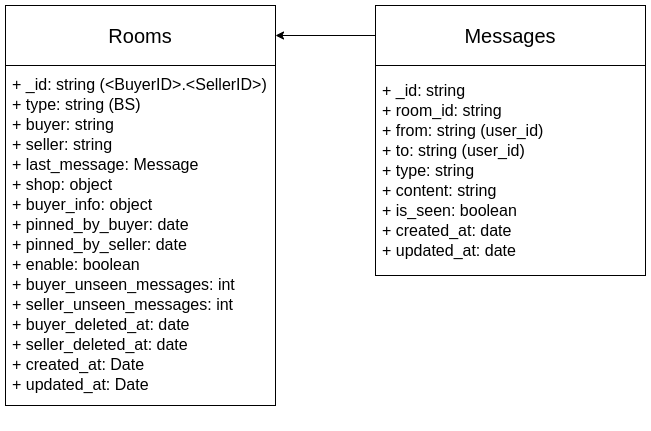 Rooms
+ _id: string (<BuyerID>.<SellerID>)
+ type: string (BS)
+ buyer: string
+ seller: string
+ last_message: Message
+ shop: object
+ buyer_info: object
+ pinned_by_buyer: date
+ pinned_by_seller: date
+ enable: boolean
+ buyer_unseen_messages: int
+ seller_unseen_messages: int
+ buyer_deleted_at: date
+ seller_deleted_at: date
+ created_at: Date
+ updated_at: Date
Messages
+ _id: string
+ room_id: string
+ from: string (user_id)
+ to: string (user_id)
+ type: string
+ content: string
+ is_seen: boolean
+ created_at: date
+ updated_at: date